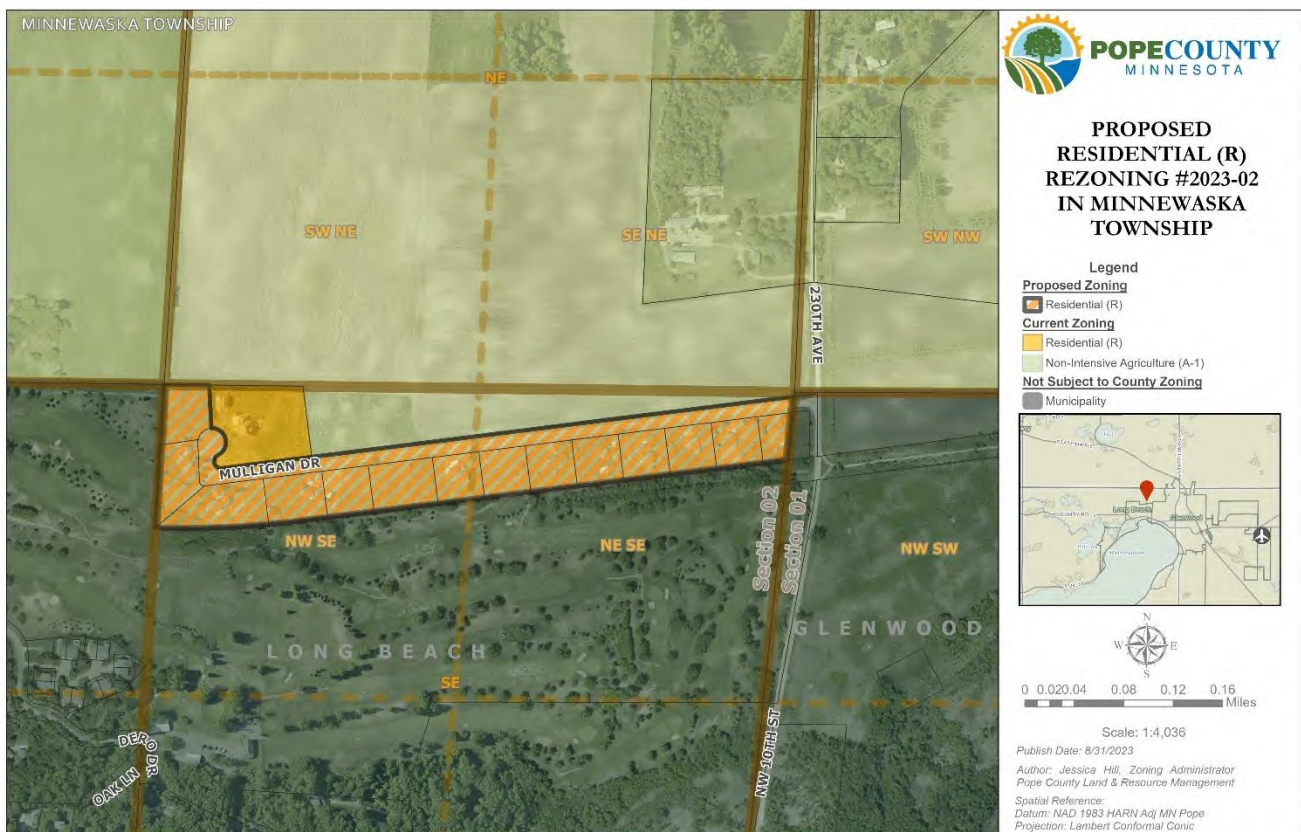 MINNEWASKA TOWNSHIP
NE
SW NE
SE NE
SW NW
230TH AVE
MULLIGAN DR
NW SE
NE SE
Section 02
Section 01
NW SW
LONG BEACH
GLENWOOD
SE
DERO DR
OAK LN
NW 10TH ST
POPECOUNTY
MINNESOTA
PROPOSED
RESIDENTIAL (R)
REZONING #2023-02
IN MINNEWASKA
TOWNSHIP
Legend
Proposed Zoning
Residential (R)
Current Zoning
Residential (R)
Non-Intensive Agriculture (A-1)
Not Subject to County Zoning
Municipality
Long Beach
Glenwood
N
W E
S
0 0.020.04 0.08 0.12 0.16
Miles
Scale: 1:4,036
Publish Date: 8/31/2023
Author: Jessica Hill, Zoning Administrator
Pope County Land & Resource Management
Spatial Reference:
Datum: NAD 1983 HARN Adj MN Pope
Projection: Lambert Conformal Conic